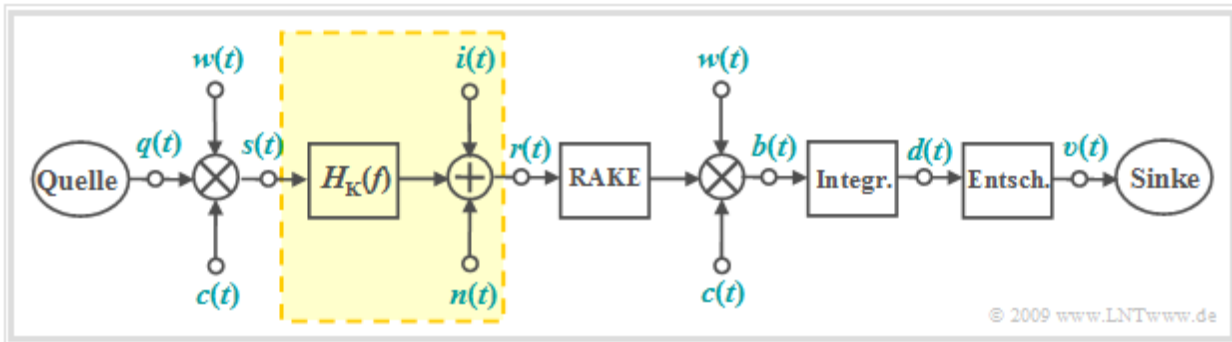 w(t) i(t) w(t)
q(t) s(t) r(t) b(t) d(t) v(t)
Quelle H_K(f) RAKE Integr. Entsch. Sinke
c(t) n(t) c(t)
© 2009 www.LNTwww.de